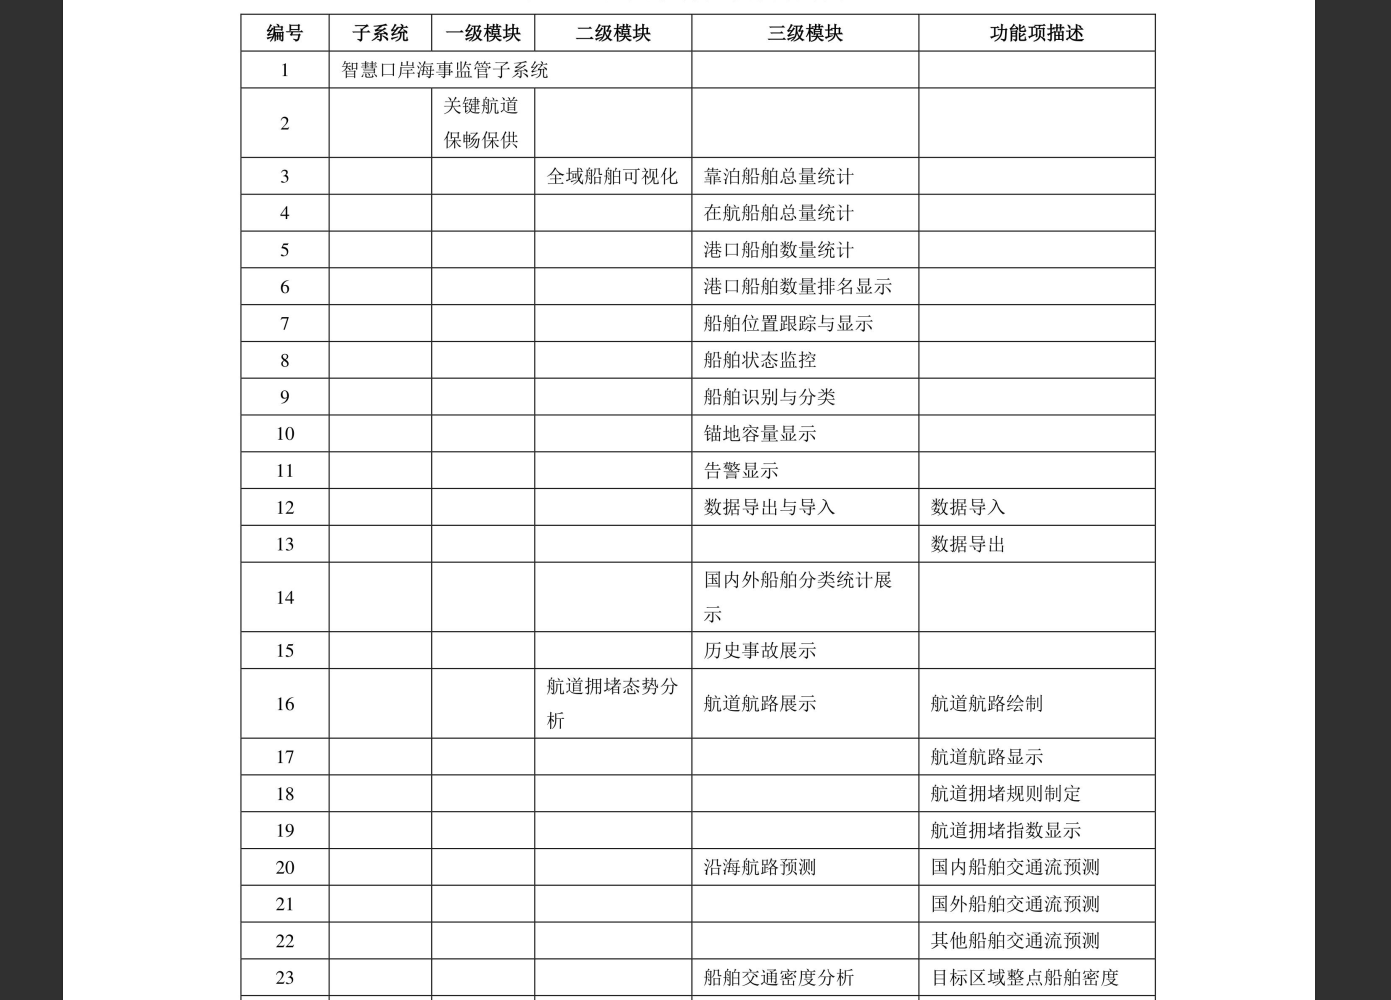 编号 子系统 一级模块 二级模块 三级模块 功能项描述
1 智慧口岸海事监管子系统
2 关键航道
保畅保供
3 全域船舶可视化 靠泊船舶总量统计
4 在航船舶总量统计
5 港口船舶数量统计
6 港口船舶数量排名显示
7 船舶位置跟踪与显示
8 船舶状态监控
9 船舶识别与分类
10 锚地容量显示
11 告警显示
12 数据导出与导入 数据导入
13 数据导出
14 国内外船舶分类统计展
示
15 历史事故展示
16 航道拥堵态势分
析 航道航路展示 航道航路绘制
17 航道航路显示
18 航道拥堵规则制定
19 航道拥堵指数显示
20 沿海航路预测 国内船舶交通流预测
21 国外船舶交通流预测
22 其他船舶交通流预测
23 船舶交通密度分析 目标区域整点船舶密度